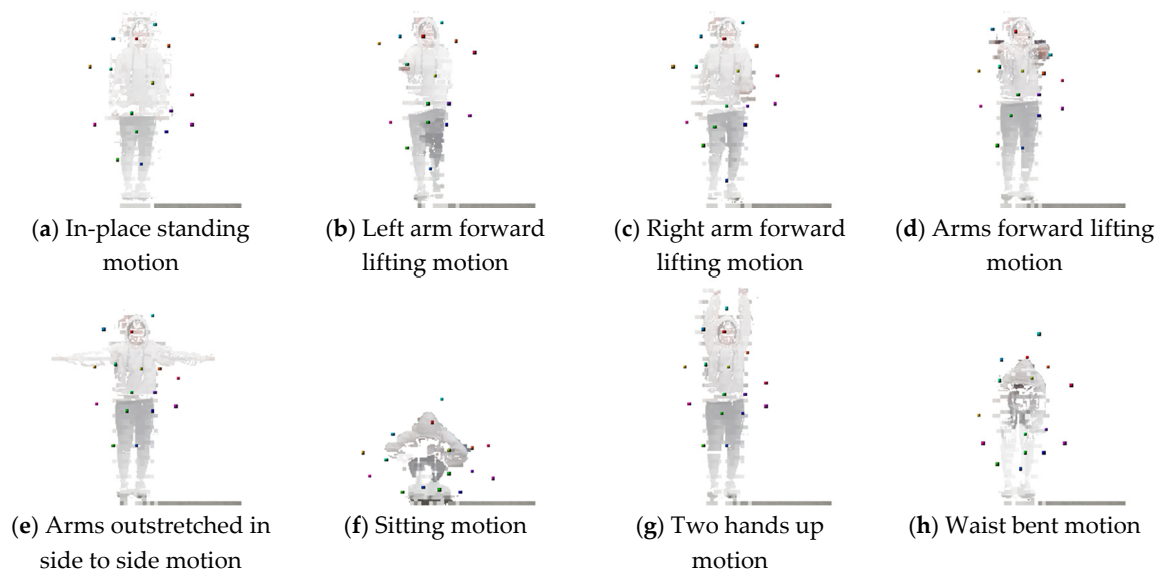 (a) In-place standing
motion
(b) Left arm forward
lifting motion
(c) Right arm forward
lifting motion
(d) Arms forward lifting
motion
(e) Arms outstretched in
side to side motion
(f) Sitting motion
(g) Two hands up
motion
(h) Waist bent motion